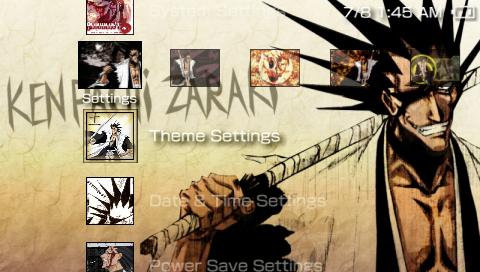 System Settings
7/8 1:45 AM
KENPACHI ZARAKI
Settings
Theme Settings
Date & Time Settings
Power Save Settings